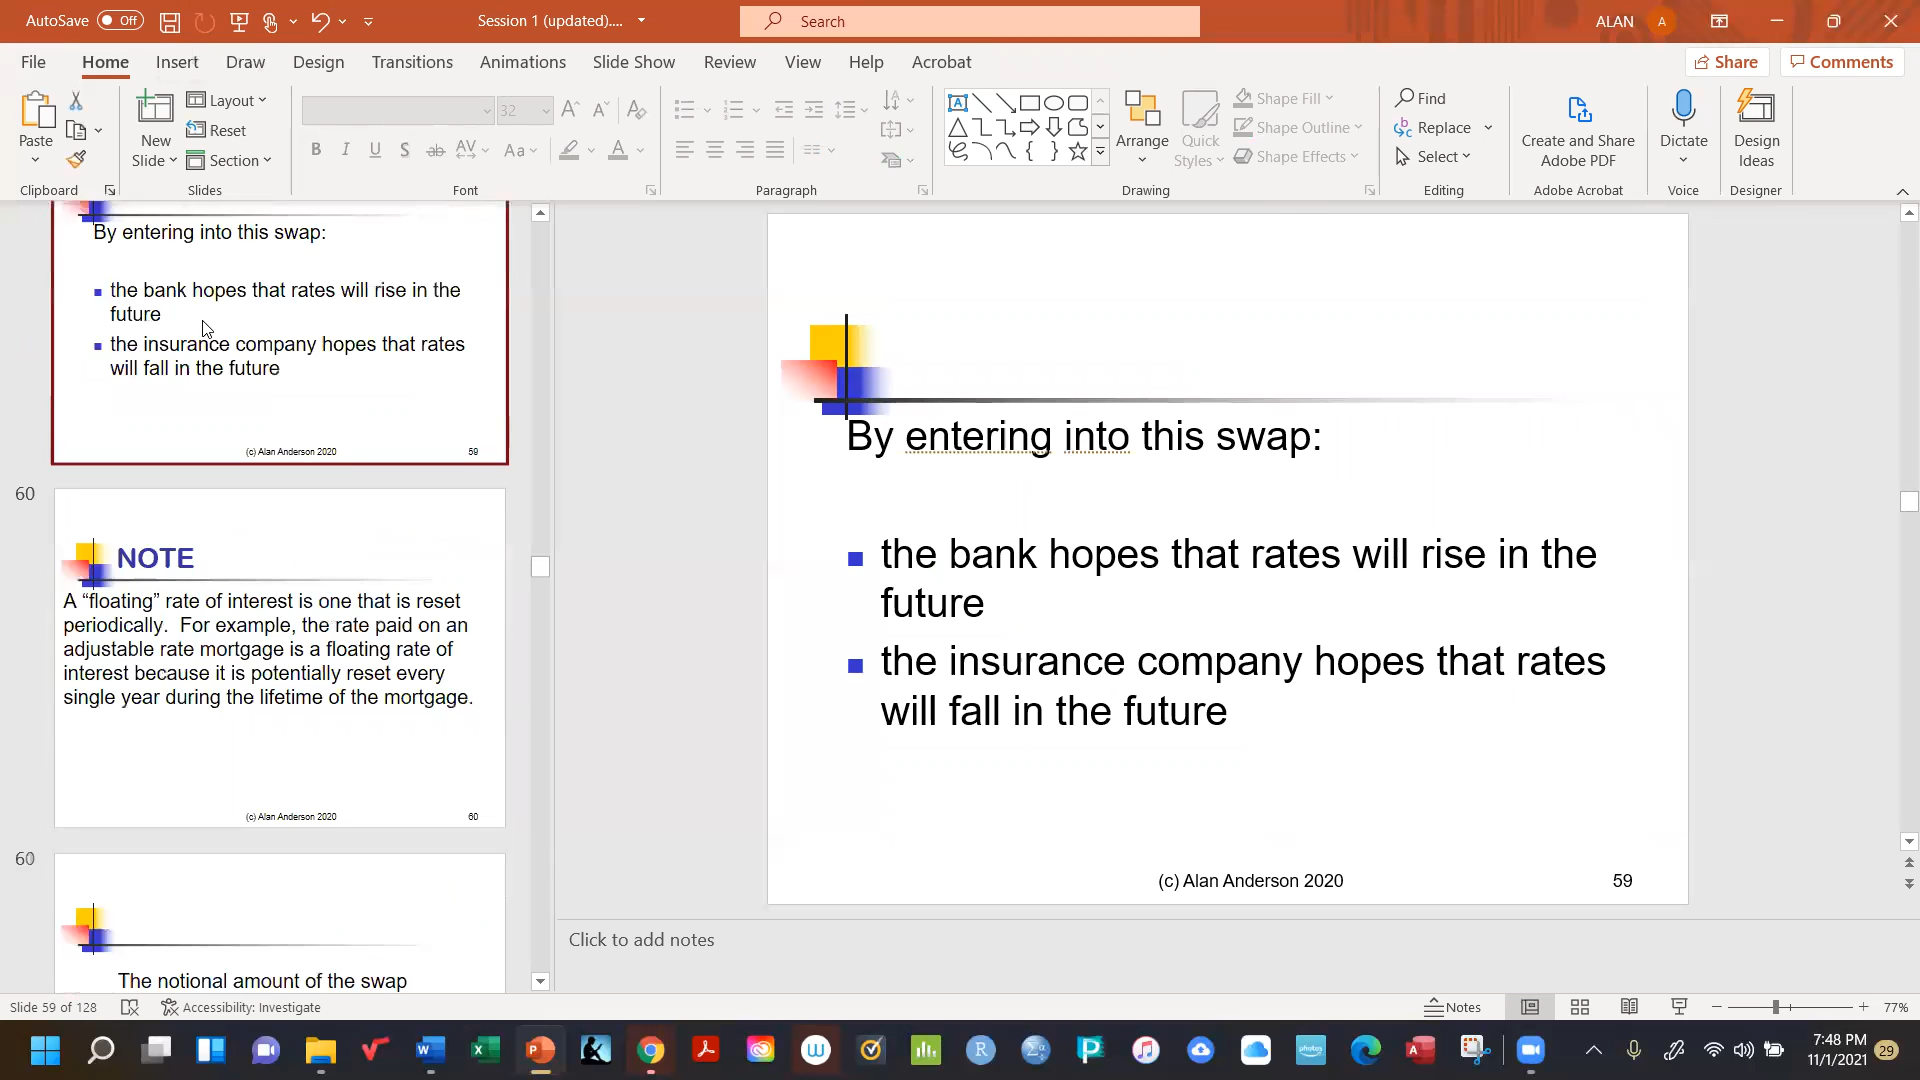 AutoSave Off
Session 1 (updated)....
Search
ALAN A
File Home Insert Draw Design Transitions Animations Slide Show Review View Help Acrobat
Share Comments
Paste
New
Slide
Layout
Reset
Section
32
B I U S ab AV Aa A
Arrange
Quick
Styles
Shape Fill
Shape Outline
Shape Effects
Find
Replace
Select
Create and Share
Adobe PDF
Dictate
Design
Ideas
Clipboard Slides Font Paragraph Drawing Editing Adobe Acrobat Voice Designer
By entering into this swap:
the bank hopes that rates will rise in the
future
the insurance company hopes that rates
will fall in the future
(c) Alan Anderson 2020 59
60
NOTE
A “floating” rate of interest is one that is reset
periodically. For example, the rate paid on an
adjustable rate mortgage is a floating rate of
interest because it is potentially reset every
single year during the lifetime of the mortgage.
(c) Alan Anderson 2020 60
The notional amount of the swap
By entering into this swap:
the bank hopes that rates will rise in the
future
the insurance company hopes that rates
will fall in the future
(c) Alan Anderson 2020 59
Click to add notes
Slide 59 of 128 Accessibility: Investigate Notes 77%
7:48 PM
11/1/2021 29